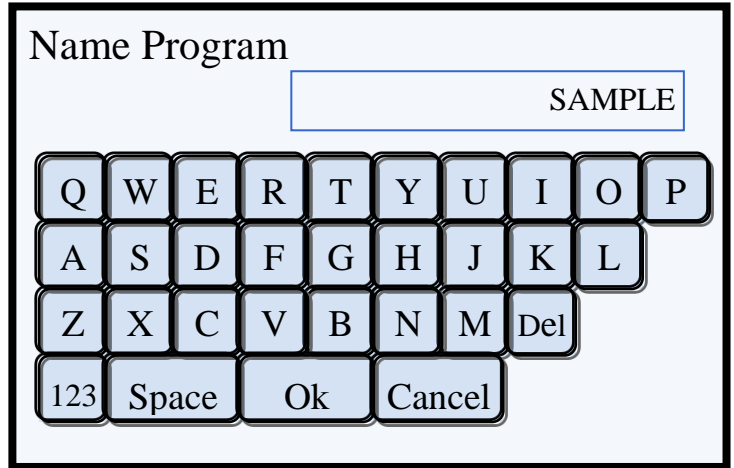 Name Program
SAMPLE
Q W E R T Y U I O P
A S D F G H J K L
Z X C V B N M Del
123 Space Ok Cancel